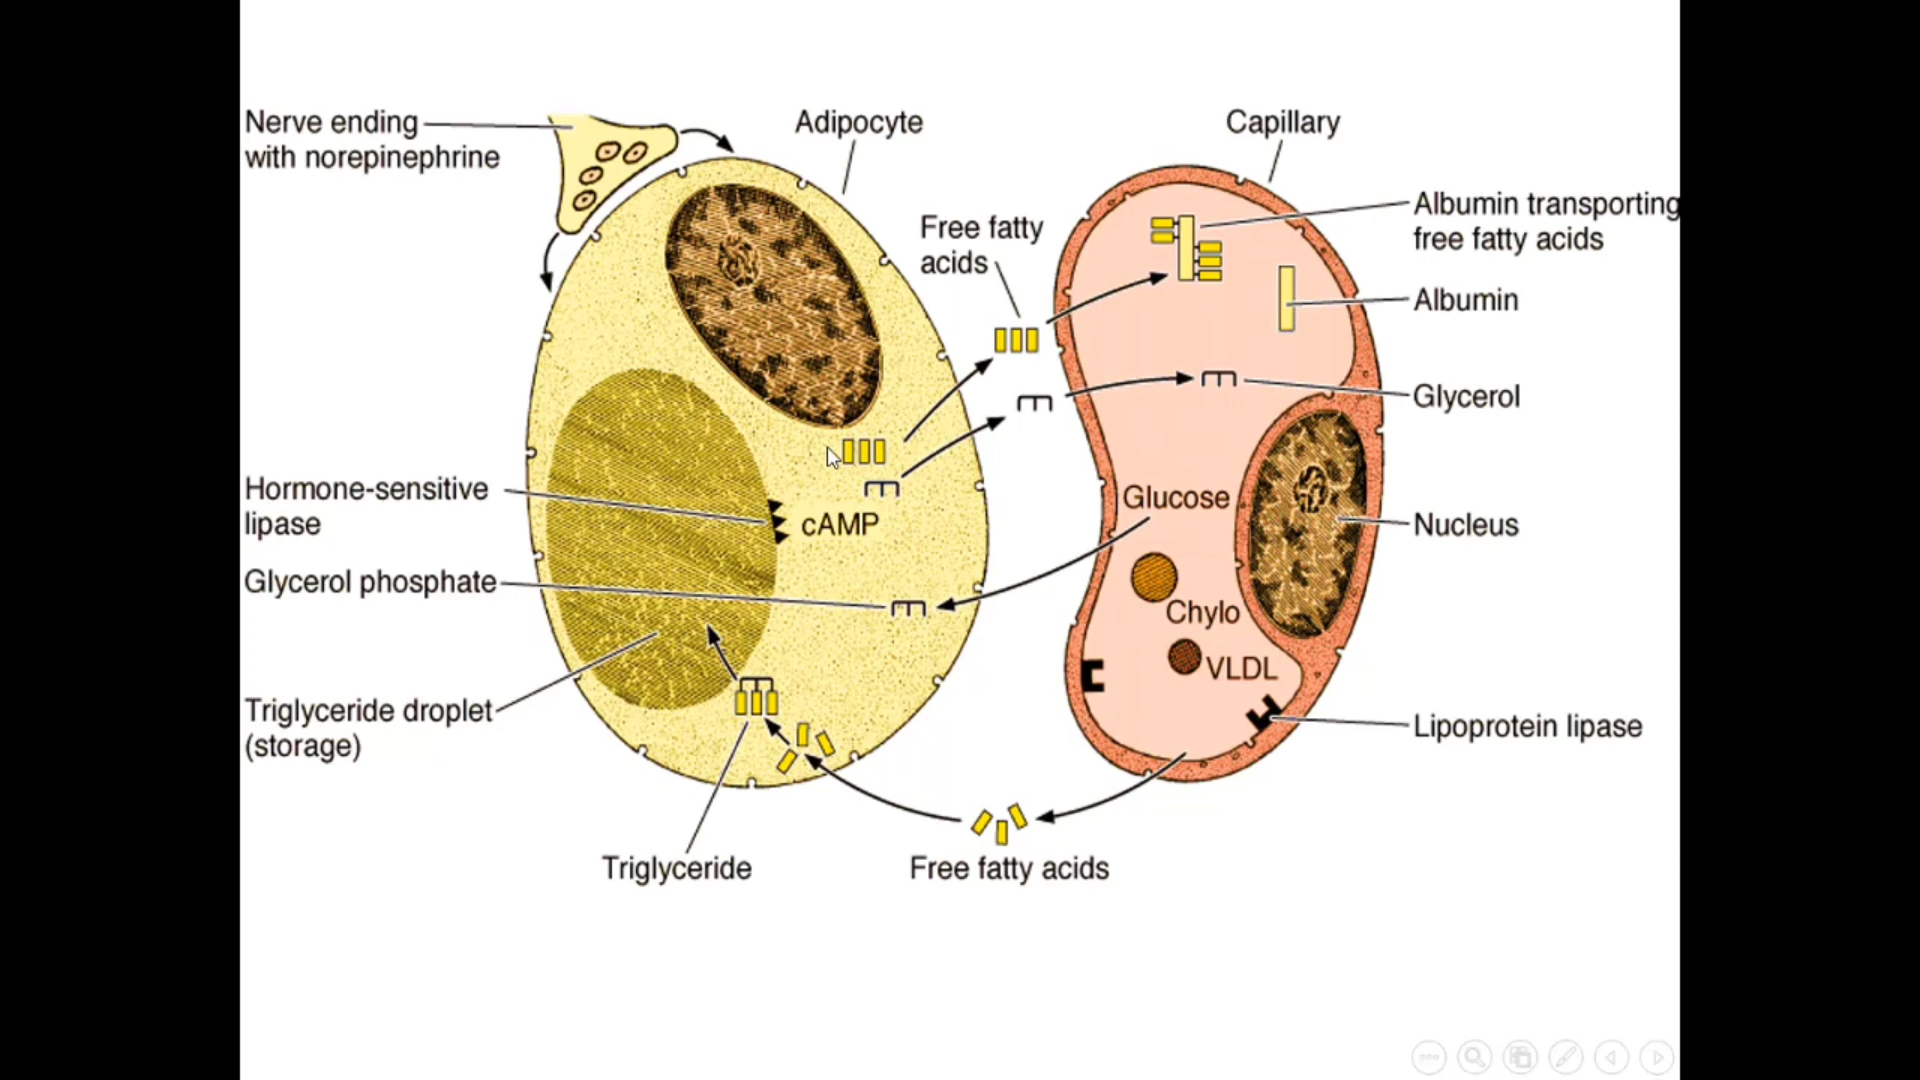 Nerve ending
with norepinephrine
Adipocyte
Capillary
Free fatty
acids
Albumin transporting
free fatty acids
Albumin
Glycerol
Hormone-sensitive
lipase
cAMP
Glucose
Nucleus
Glycerol phosphate
Chylo
VLDL
Triglyceride droplet
(storage)
Lipoprotein lipase
Triglyceride
Free fatty acids